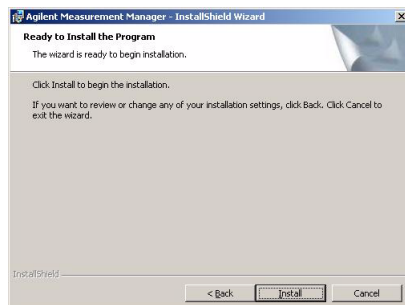 Agilent Measurement Manager - InstallShield Wizard
Ready to Install the Program
The wizard is ready to begin installation.
Click Install to begin the installation.
If you want to review or change any of your installation settings, click Back. Click Cancel to
exit the wizard.
InstallShield
< Back
Install
Cancel